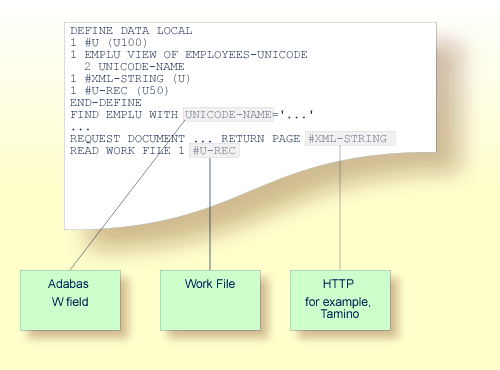 DEFINE DATA LOCAL
1 #U (U100)
1 EMPLU VIEW OF EMPLOYEES-UNICODE
2 UNICODE-NAME
1 #XML-STRING (U)
1 #U-REC (U50)
END-DEFINE
FIND EMPLU WITH UNICODE-NAME='...'
...
REQUEST DOCUMENT ... RETURN PAGE #XML-STRING
READ WORK FILE 1 #U-REC
Adabas
W field
Work File
HTTP
for example,
Tamino